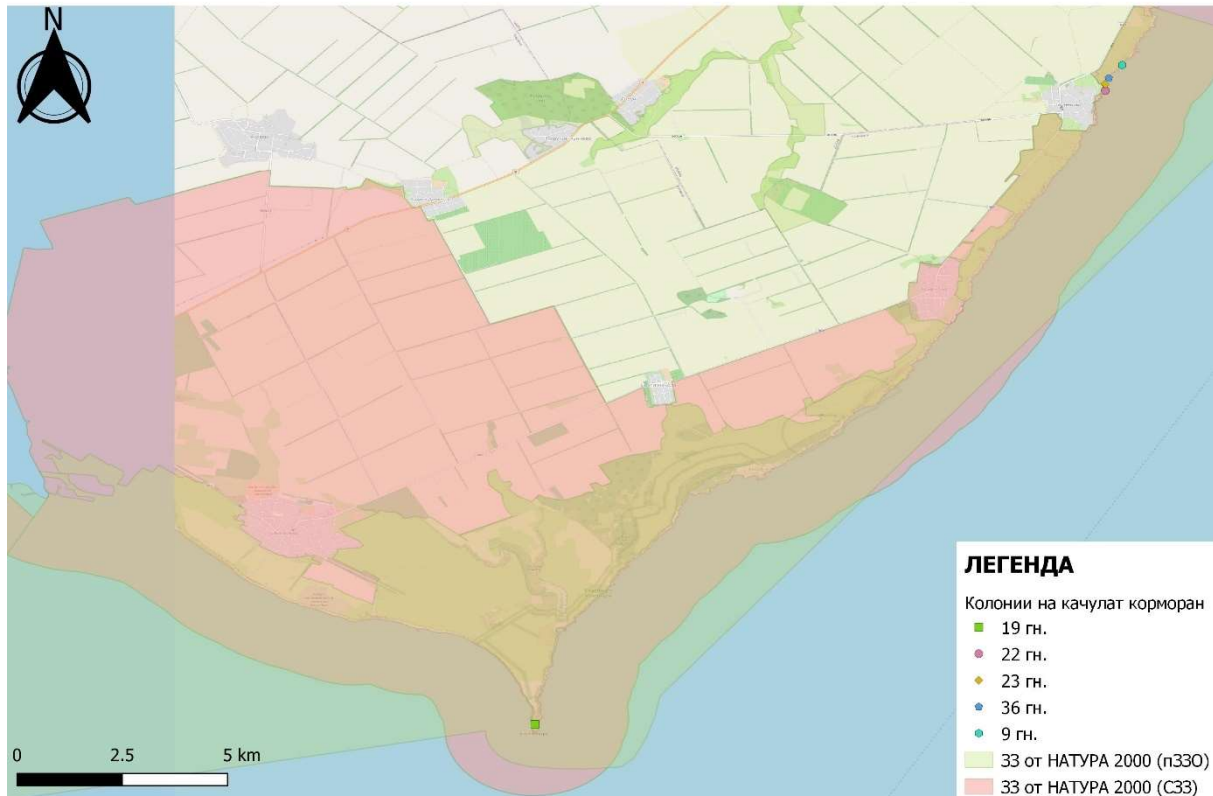 N
0 2.5 5 km
ЛЕГЕНДА
Колонии на качулат корморан
19 гн.
22 гн.
23 гн.
36 гн.
9 гн.
ЗЗ от НАТУРА 2000 (пЗЗО)
ЗЗ от НАТУРА 2000 (СЗЗ)